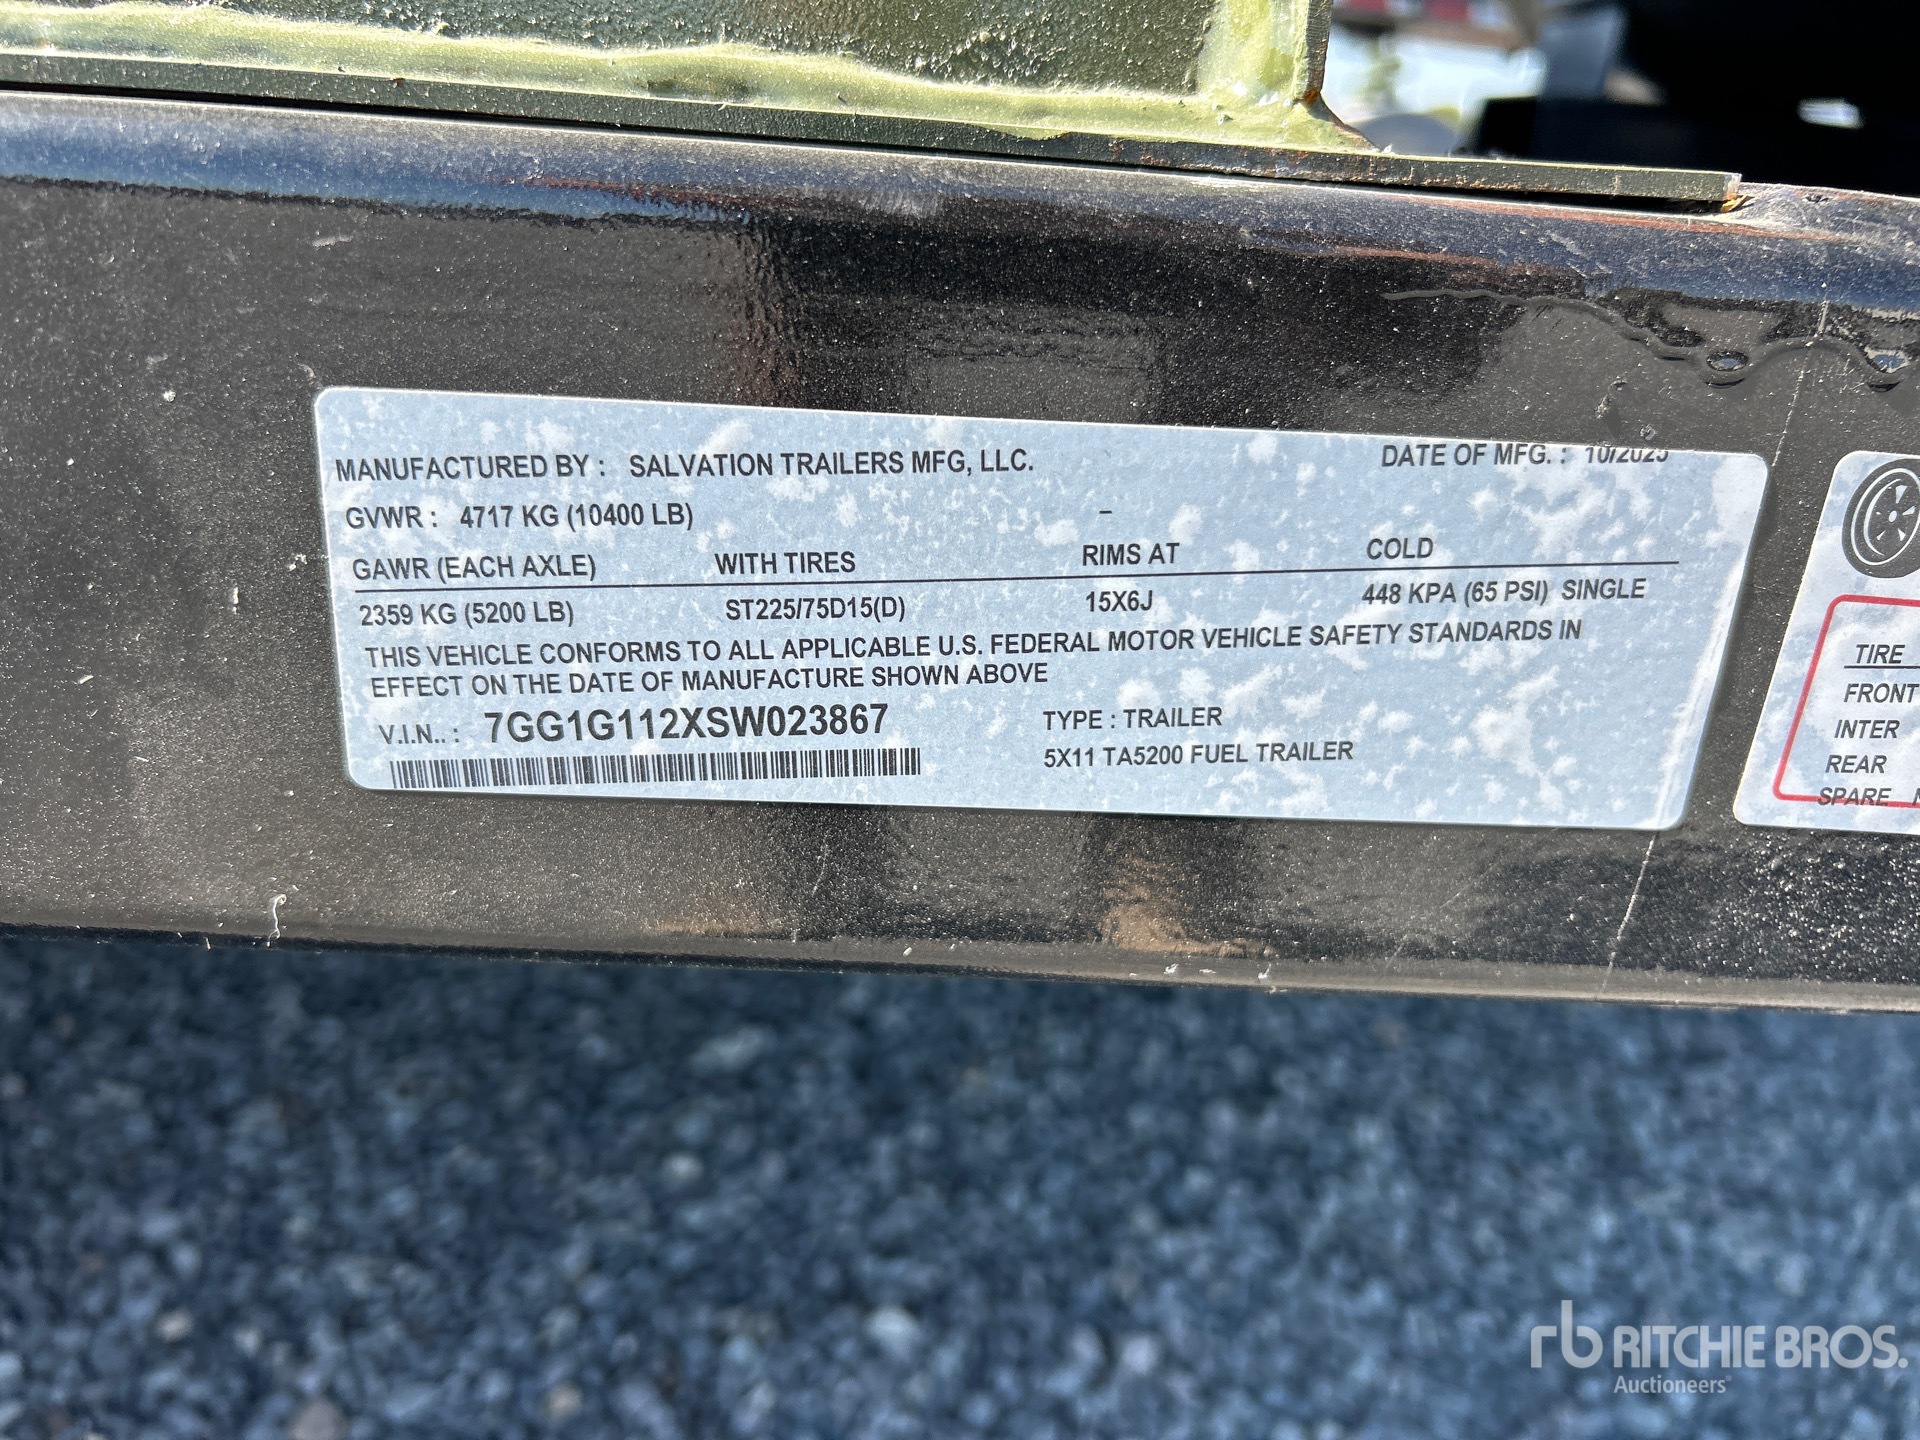 MANUFACTURED BY : SALVATION TRAILERS MFG, LLC. DATE OF MFG. : 10/2025
GVWR : 4717 KG (10400 LB) –
GAWR (EACH AXLE) WITH TIRES RIMS AT COLD
2359 KG (5200 LB) ST225/75D15(D) 15X6J 448 KPA (65 PSI) SINGLE
THIS VEHICLE CONFORMS TO ALL APPLICABLE U.S. FEDERAL MOTOR VEHICLE SAFETY STANDARDS IN
EFFECT ON THE DATE OF MANUFACTURE SHOWN ABOVE
V.I.N.. : 7GG1G112XSW023867 TYPE : TRAILER
5X11 TA5200 FUEL TRAILER
TIRE
FRONT
INTER
REAR
SPARE
rb RITCHIE BROS.
Auctioneers